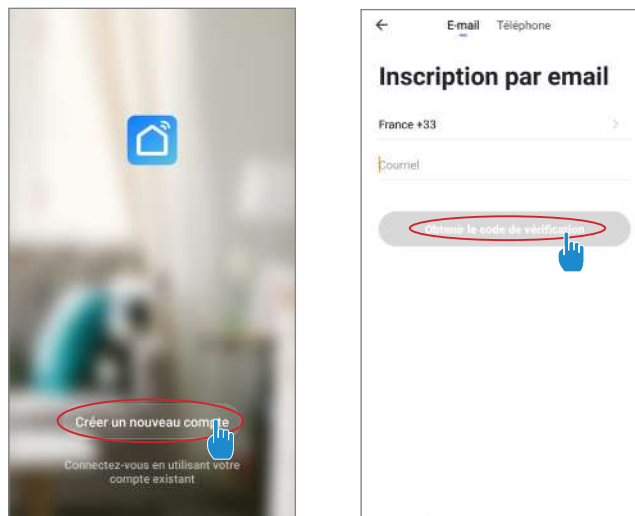 Créer un nouveau compte
Connectez-vous en utilisant votre
compte existant
E-mail Téléphone
Inscription par email
France +33
Courriel
Obtenir le code de vérification